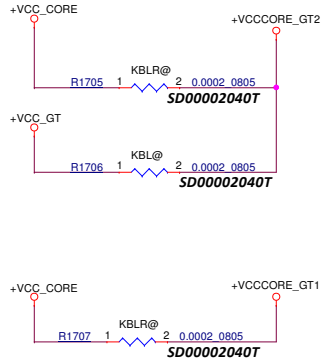 +VCC_CORE
+VCCCORE_GT2
KBLR@
R1705 1 2 0.0002_0805
SD00002040T
+VCC_GT
KBL@
R1706 1 2 0.0002_0805
SD00002040T
+VCC_CORE
+VCCCORE_GT1
KBLR@
R1707 1 2 0.0002_0805
SD00002040T